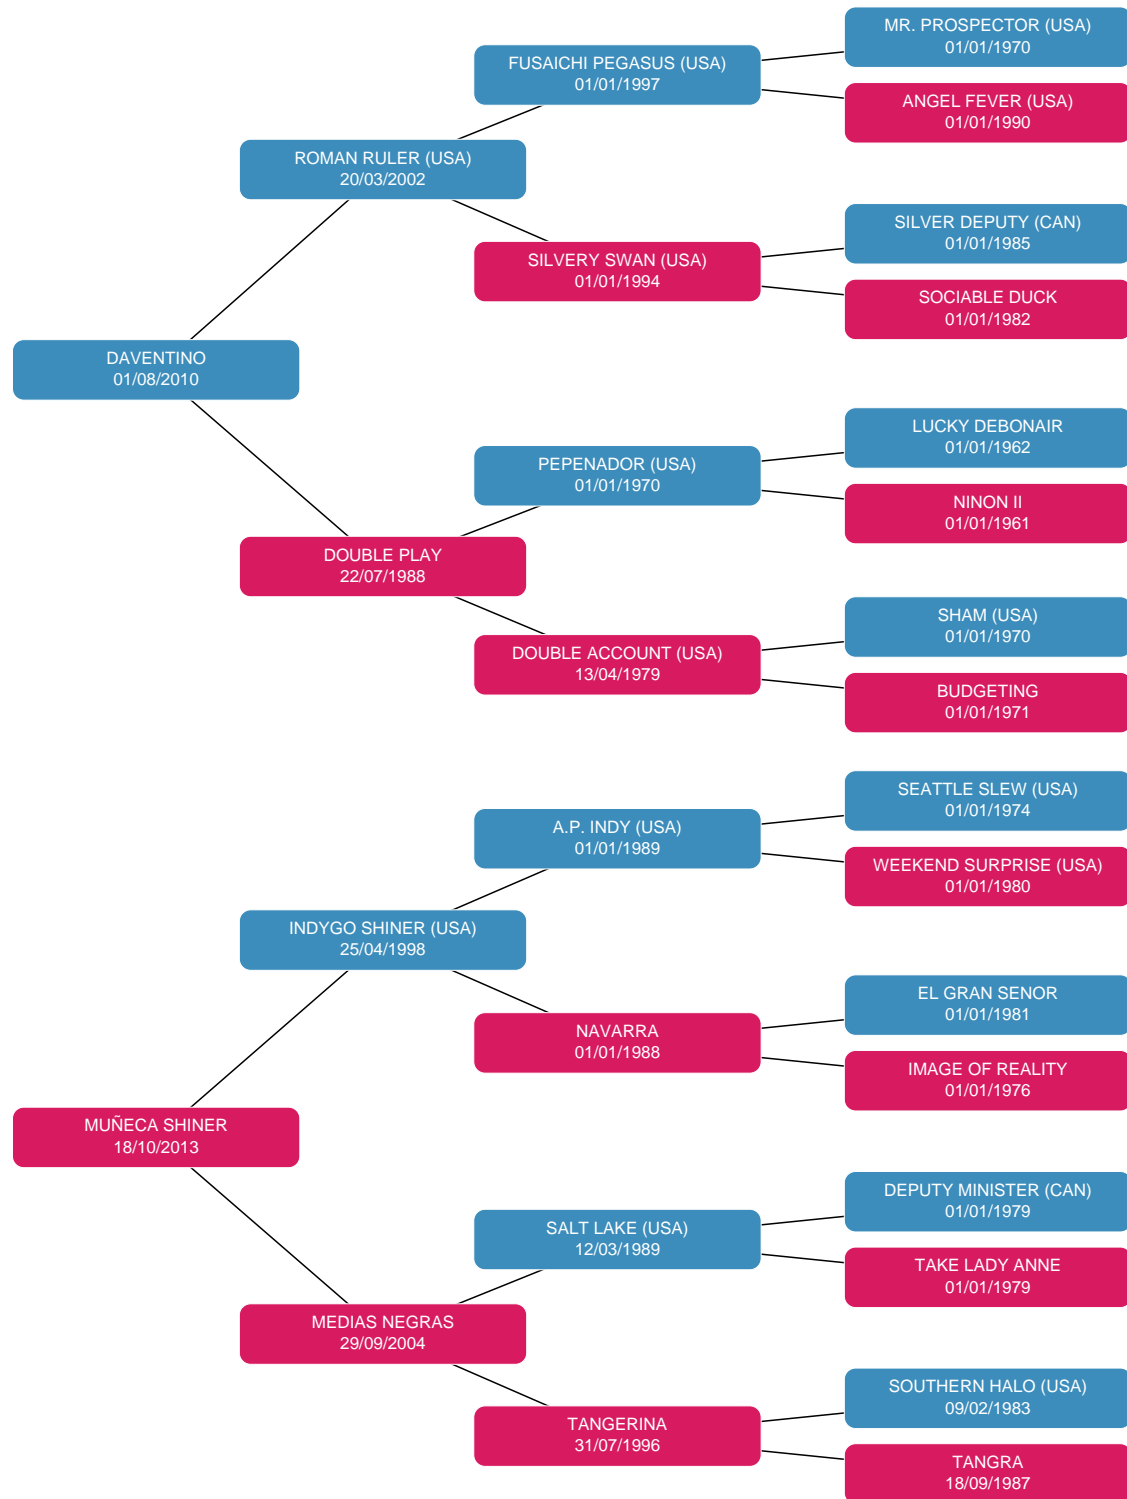 MR. PROSPECTOR (USA)
01/01/1970
FUSAICHI PEGASUS (USA)
01/01/1997
ANGEL FEVER (USA)
01/01/1990
ROMAN RULER (USA)
20/03/2002
SILVER DEPUTY (CAN)
01/01/1985
SILVERY SWAN (USA)
01/01/1994
SOCIABLE DUCK
01/01/1982
DAVENTINO
01/08/2010
LUCKY DEBONAIR
01/01/1962
PEPENADOR (USA)
01/01/1970
NINON II
01/01/1961
DOUBLE PLAY
22/07/1988
SHAM (USA)
01/01/1970
DOUBLE ACCOUNT (USA)
13/04/1979
BUDGETING
01/01/1971
SEATTLE SLEW (USA)
01/01/1974
A.P. INDY (USA)
01/01/1989
WEEKEND SURPRISE (USA)
01/01/1980
INDYGO SHINER (USA)
25/04/1998
EL GRAN SENOR
01/01/1981
NAVARRA
01/01/1988
IMAGE OF REALITY
01/01/1976
MUÑECA SHINER
18/10/2013
DEPUTY MINISTER (CAN)
01/01/1979
SALT LAKE (USA)
12/03/1989
TAKE LADY ANNE
01/01/1979
MEDIAS NEGRAS
29/09/2004
SOUTHERN HALO (USA)
09/02/1983
TANGERINA
31/07/1996
TANGRA
18/09/1987